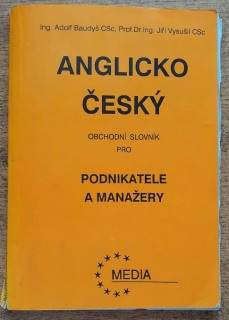 Ing. Adolf Baudyš CSc, Prof.Dr.Ing. Jiří Vysušil CSc
ANGLICKO
ČESKÝ
OBCHODNÍ SLOVNÍK
PRO
PODNIKATELE
A MANAŽERY
MEDIA